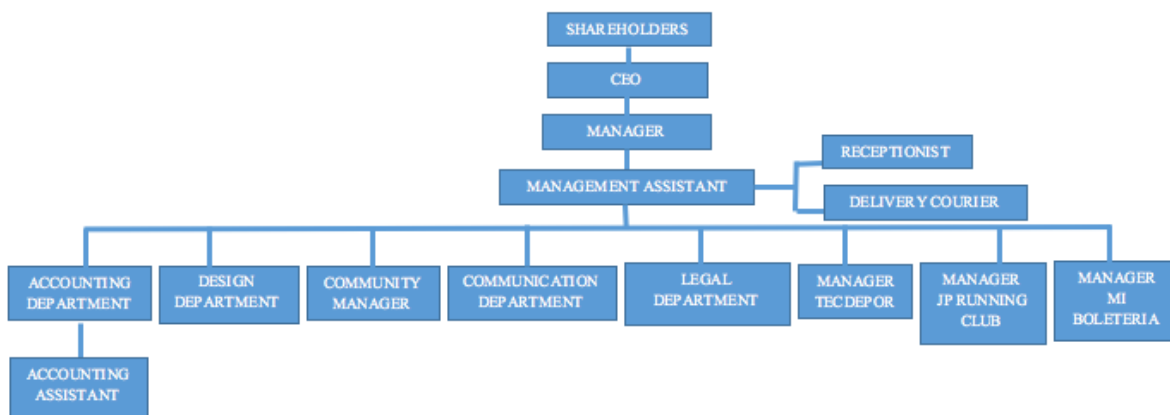 SHAREHOLDERS
CEO
MANAGER
RECEPTIONIST
MANAGEMENT ASSISTANT
DELIVERY COURIER
ACCOUNTING
DEPARTMENT
DESIGN
DEPARTMENT
COMMUNITY
MANAGER
COMMUNICATION
DEPARTMENT
LEGAL
DEPARTMENT
MANAGER
TECDEPOR
MANAGER
JP RUNNING
CLUB
MANAGER
MI
BOLETERIA
ACCOUNTING
ASSISTANT